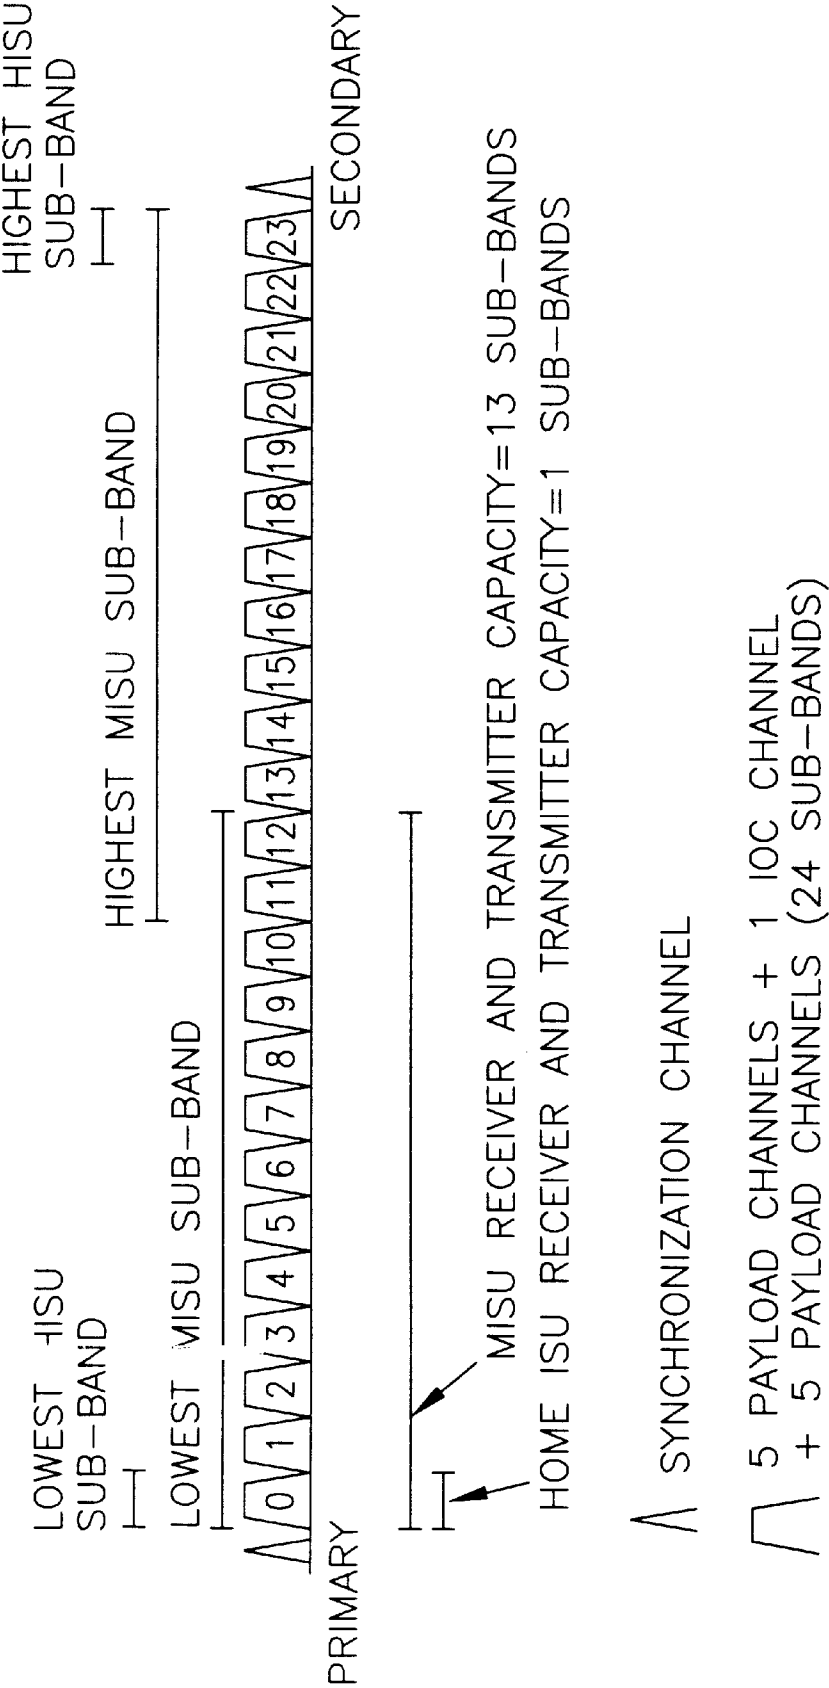 HIGHEST HISU
SUB-BAND
HIGHEST MISU SUB-BAND
LOWEST HISU
SUB-BAND
LOWEST MISU SUB-BAND
0 1 2 3 4 5 6 7 8 9 10 11 12 13 14 15 16 17 18 19 20 21 22 23
PRIMARY
SECONDARY
MISU RECEIVER AND TRANSMITTER CAPACITY=13 SUB-BANDS
HOME ISU RECEIVER AND TRANSMITTER CAPACITY=1 SUB-BANDS
SYNCHRONIZATION CHANNEL
5 PAYLOAD CHANNELS + 1 IOC CHANNEL
+ 5 PAYLOAD CHANNELS (24 SUB-BANDS)